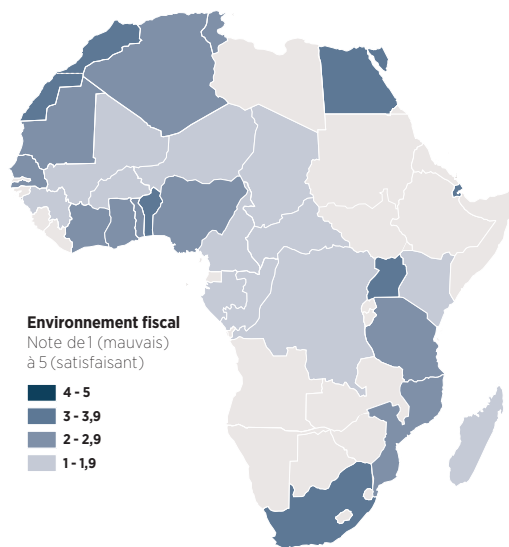 Environnement fiscal
Note de 1 (mauvais)
à 5 (satisfaisant)
4 - 5
3 - 3,9
2 - 2,9
1 - 1,9